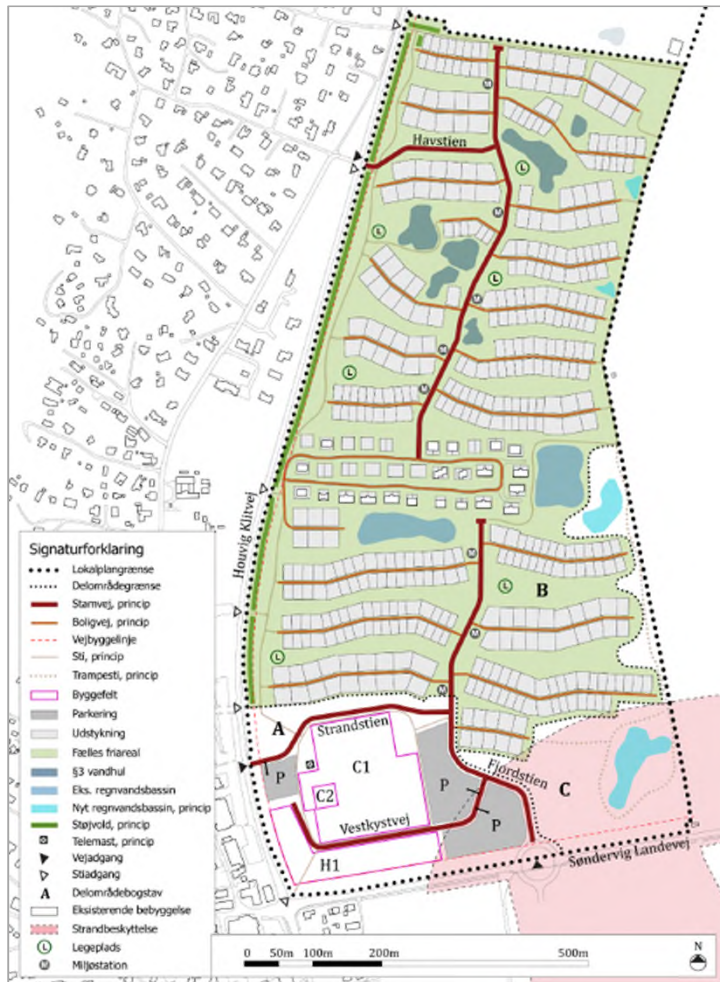 M
Havstien
L
L
M
L
M
M
L
M
Houvig Klitvej
Signaturforklaring
Lokalplangrænse
Delområdegrænse
Stamvej, princip
Boligvej, princip
Vejbyggelinje
Sti, princip
Trampesti, princip
Byggefelt
Parkering
Udstykning
Fælles friareal
§3 vandhul
Eks. regnvandsbassin
Nyt regnvandsbassin, princip
Støjvold, princip
Telemast, princip
Vejadgang
Stiadgang
A Delområdebogstav
Eksisterende bebyggelse
Strandbeskyttelse
L Legeplads
M Miljøstation
M
L
B
M
L
M
A
Strandstien
Fjordstien
C
P
C1
P
C2
P
Vestkystvej
H1
Søndervig Landevej
0 50m 100m 200m 500m
N